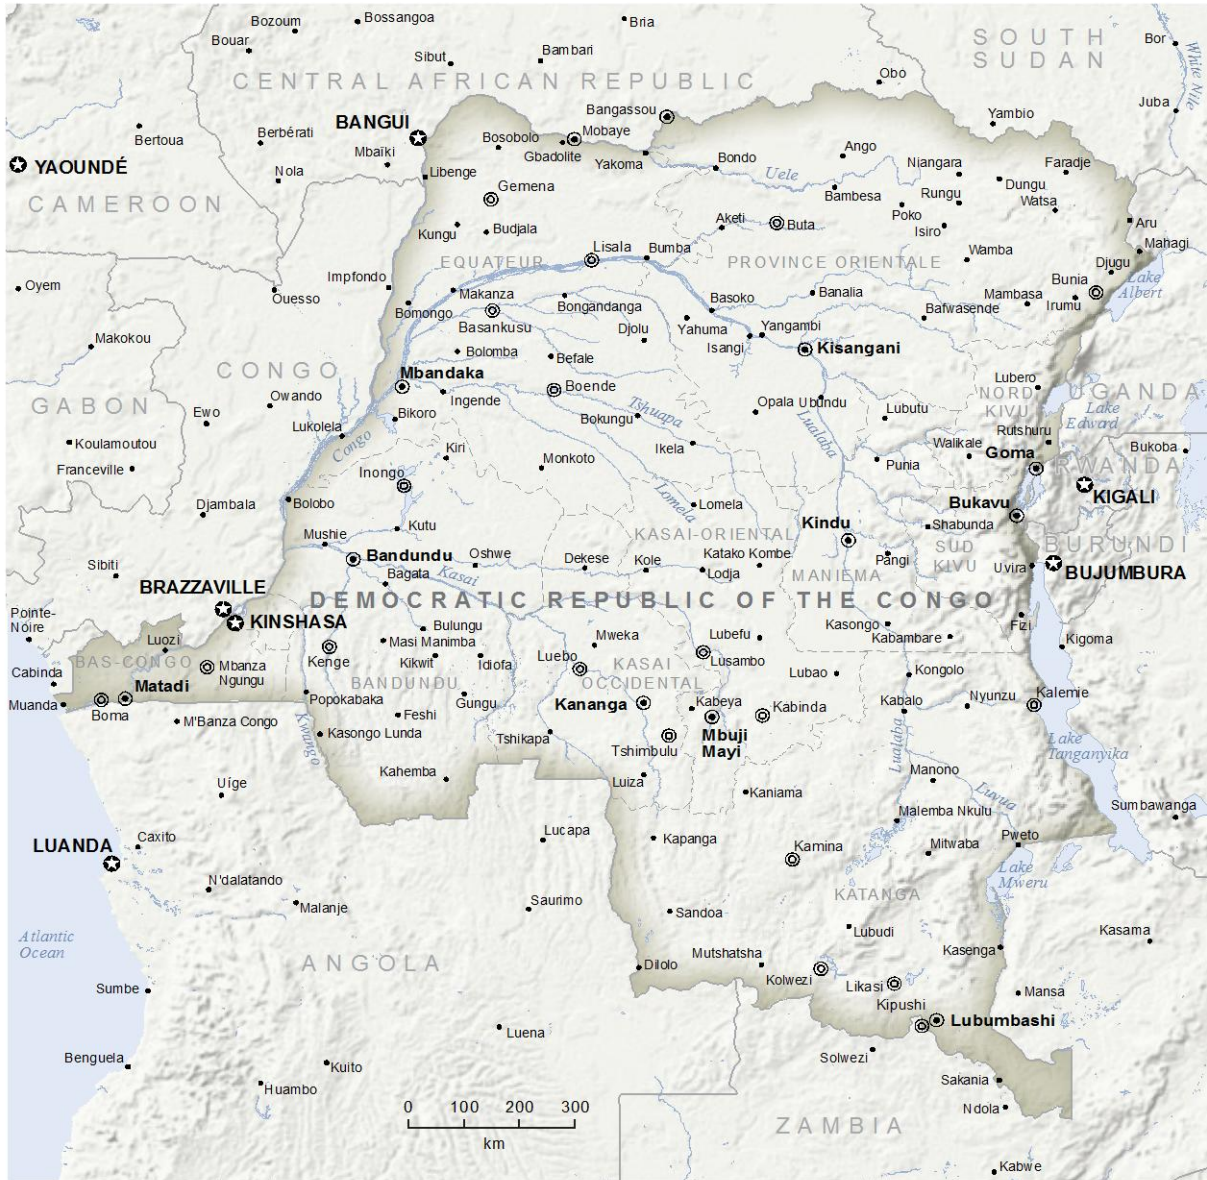 Bozoum
Bossangoa
Bria
SOUTH
SUDAN
Bor
White Nile
Bouar
Sibut
Bambari
CENTRAL AFRICAN REPUBLIC
Obo
Juba
Bangassou
Yambio
BANGUI
Bertoua
Berbérati
Mobaye
Bosobolo
Gbadolite
Yakoma
Mbaïki
Ango
Bondo
Niangara
Faradje
YAOUNDÉ
Nola
Libenge
Uele
Gemena
Bambesa
Rungu
Dungu
Watsa
CAMEROON
Poko
Aketi
Buta
Isiro
Aru
Kungu
Budjala
Lisala
Bumba
Wamba
Mahagi
EQUATEUR
PROVINCE ORIENTALE
Djugu
Lake
Albert
Oyem
Ouesso
Impfondo
Makanza
Bunia
Bomongo
Bongandanga
Basoko
Banalia
Mambasa
Irumu
Basankusu
Djolu
Yahuma
Bafwasende
Makokou
Yangambi
Isangi
Kisangani
Bolomba
Befale
CONGO
Mbandaka
Boende
Lubero
UGANDA
NORD
KIVU
Ingende
Owando
GABON
Ewo
Bikoro
Tshuapa
Bokungu
Opala
Ubundu
Lubutu
Lake
Edward
Lukolela
Congo
Lualaba
Rutshuru
Koulamoutou
Ikela
Walikale
Bukoba
Kiri
Goma
Franceville
Inongo
Monkoto
Punia
RWANDA
Djambala
Bolobo
Lomela
Lomela
KIGALI
Bukavu
Kutu
Kindu
Shabunda
Mushie
KASAI-ORIENTAL
SUD
KIVU
BURUNDI
Bandundu
Oshwe
Dekese
Kole
Katako Kombe
Pangi
Sibiti
Bagata
Kasai
Lodja
MANIEMA
Uvira
BUJUMBURA
BRAZZAVILLE
DEMOCRATIC REPUBLIC OF THE CONGO
Pointe-
Noire
KINSHASA
Fizi
Luozi
Bulungu
Mweka
Lubefu
Kasongo
Kabambare
Kigoma
Masi Manimba
BAS-CONGO
Mbanza
Ngungu
Kenge
Kikwit
Idiofa
Luebo
KASAI
OCCIDENTAL
Lusambo
Cabinda
Lubao
Kongolo
BANDUNDU
Matadi
Popokabaka
Gungu
Muanda
Boma
Kananga
Kabeya
Kabinda
Kabalo
Nyunzu
Kalemie
M'Banza Congo
Feshi
Mbuji
Mayi
Kwango
Kasongo Lunda
Tshikapa
Tshimbulu
Lualaba
Lake
Tanganyika
Kahemba
Luiza
Manono
Luvua
Uíge
Kaniama
Malemba Nkulu
Sumbawanga
LUANDA
Caxito
Lucapa
Kapanga
Kamina
Mitwaba
Pweto
N'dalatando
Lake
Mweru
Malanje
Saurimo
KATANGA
Sandoa
Lubudi
Atlantic
Ocean
Kasama
ANGOLA
Mutshatsha
Kasenga
Dilolo
Kolwezi
Likasi
Sumbe
Mansa
Kipushi
Lubumbashi
Luena
Benguela
Solwezi
Kuito
Huambo
Sakania
0 100 200 300
km
Ndola
ZAMBIA
Kabwe